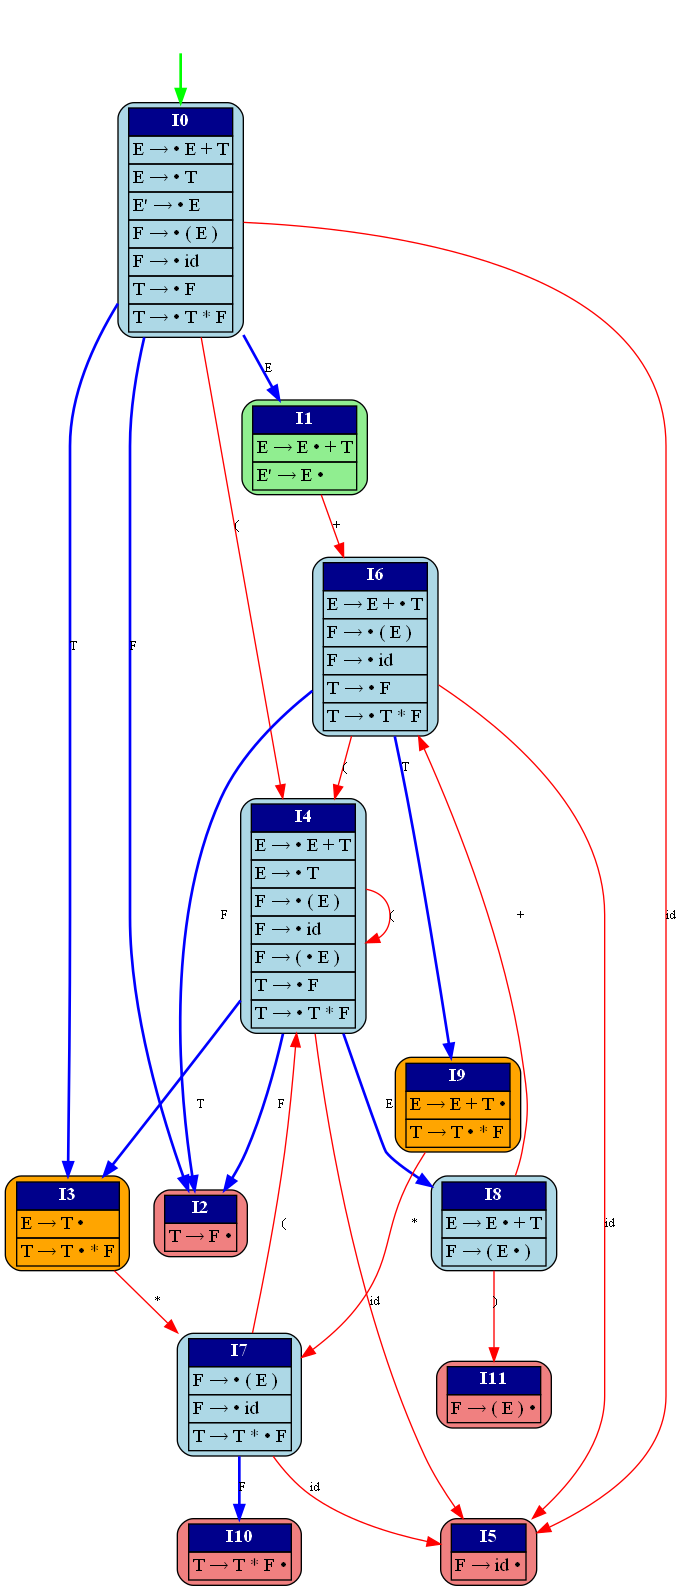 I0
E → • E + T
E → • T
E' → • E
F → • ( E )
F → • id
T → • F
T → • T * F
E
I1
E → E • + T
E' → E •
(
+
I6
E → E + • T
F → • ( E )
F → • id
T → • F
T → • T * F
T
F
(
T
I4
E → • E + T
E → • T
F → • ( E )
F → • id
F → ( • E )
T → • F
T → • T * F
F
(
+
id
I9
E → E + T •
T → T • * F
T
F
E
I3
E → T •
T → T • * F
I2
T → F •
I8
E → E • + T
F → ( E • )
(
*
id
*
id
)
I7
F → • ( E )
F → • id
T → T * • F
I11
F → ( E ) •
F
id
I10
T → T * F •
I5
F → id •